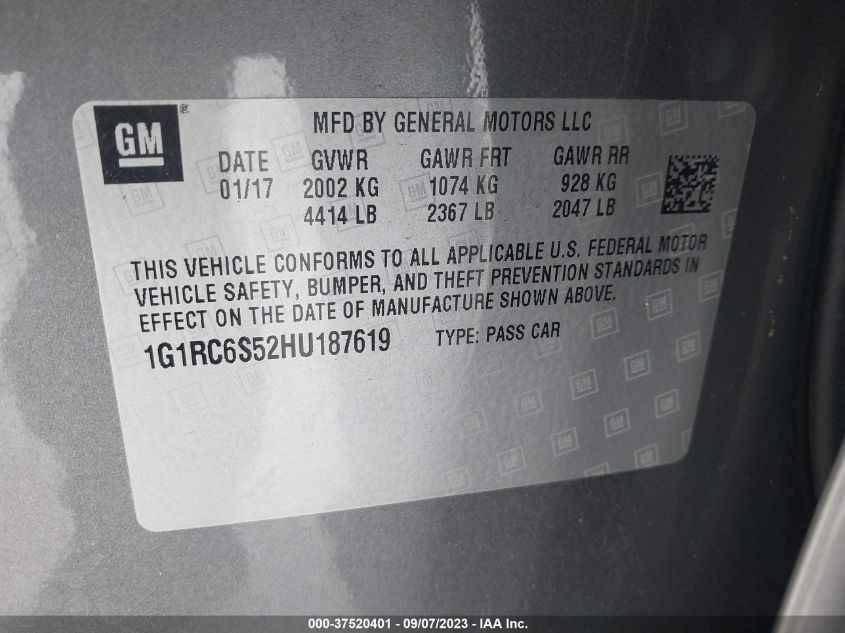 GM ®
MFD BY GENERAL MOTORS LLC
DATE GVWR GAWR FRT GAWR RR
01/17 2002 KG 1074 KG 928 KG
4414 LB 2367 LB 2047 LB
THIS VEHICLE CONFORMS TO ALL APPLICABLE U.S. FEDERAL MOTOR
VEHICLE SAFETY, BUMPER, AND THEFT PREVENTION STANDARDS IN
EFFECT ON THE DATE OF MANUFACTURE SHOWN ABOVE.
1G1RC6S52HU187619 TYPE: PASS CAR
000-37520401 - 09/07/2023 - IAA Inc.